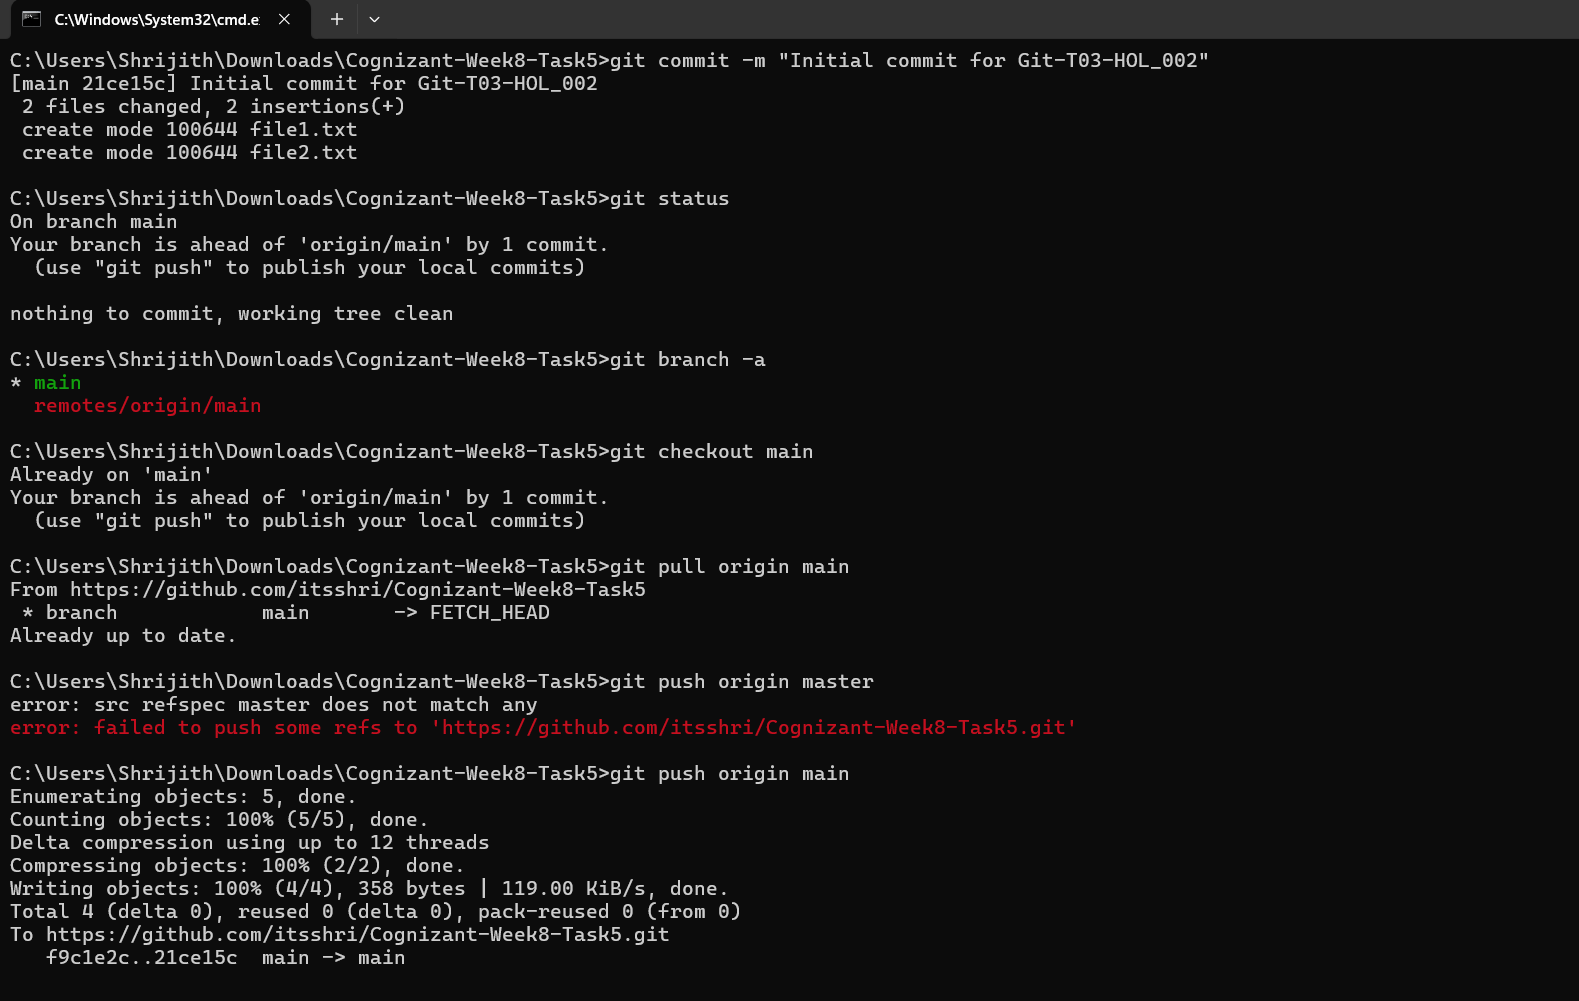 C:\Windows\System32\cmd.e
C:\Users\Shrijith\Downloads\Cognizant-Week8-Task5>git commit -m "Initial commit for Git-T03-HOL_002"
[main 21ce15c] Initial commit for Git-T03-HOL_002
 2 files changed, 2 insertions(+)
 create mode 100644 file1.txt
 create mode 100644 file2.txt
C:\Users\Shrijith\Downloads\Cognizant-Week8-Task5>git status
On branch main
Your branch is ahead of 'origin/main' by 1 commit.
  (use "git push" to publish your local commits)
nothing to commit, working tree clean
C:\Users\Shrijith\Downloads\Cognizant-Week8-Task5>git branch -a
* main
  remotes/origin/main
C:\Users\Shrijith\Downloads\Cognizant-Week8-Task5>git checkout main
Already on 'main'
Your branch is ahead of 'origin/main' by 1 commit.
  (use "git push" to publish your local commits)
C:\Users\Shrijith\Downloads\Cognizant-Week8-Task5>git pull origin main
From https://github.com/itsshri/Cognizant-Week8-Task5
 * branch            main       -> FETCH_HEAD
Already up to date.
C:\Users\Shrijith\Downloads\Cognizant-Week8-Task5>git push origin master
error: src refspec master does not match any
error: failed to push some refs to 'https://github.com/itsshri/Cognizant-Week8-Task5.git'
C:\Users\Shrijith\Downloads\Cognizant-Week8-Task5>git push origin main
Enumerating objects: 5, done.
Counting objects: 100% (5/5), done.
Delta compression using up to 12 threads
Compressing objects: 100% (2/2), done.
Writing objects: 100% (4/4), 358 bytes | 119.00 KiB/s, done.
Total 4 (delta 0), reused 0 (delta 0), pack-reused 0 (from 0)
To https://github.com/itsshri/Cognizant-Week8-Task5.git
   f9c1e2c..21ce15c  main -> main